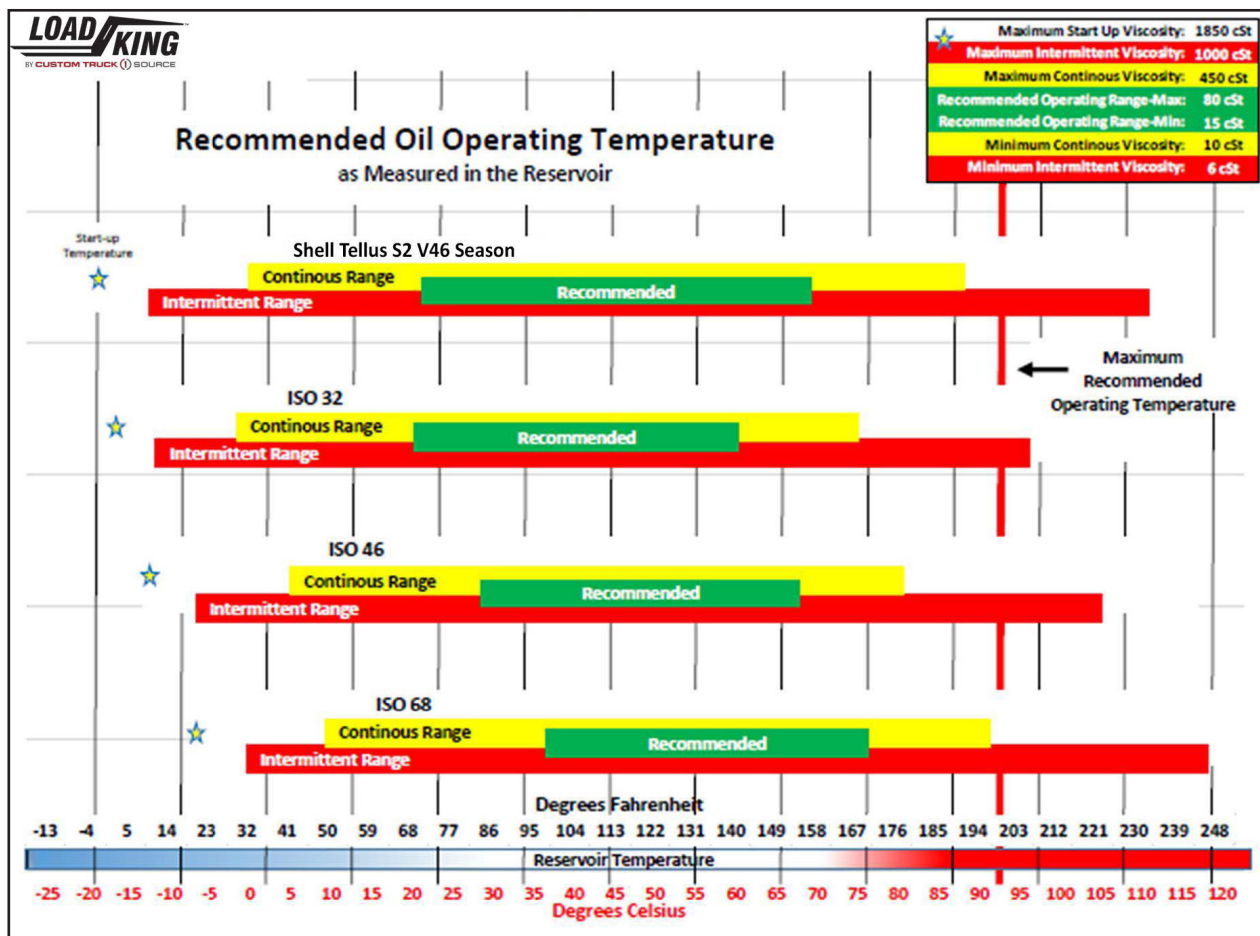 LOAD KING™
BY CUSTOM TRUCK 1 SOURCE
Maximum Start Up Viscosity: 1850 cSt
Maximum Intermittent Viscosity: 1000 cSt
Maximum Continous Viscosity: 450 cSt
Recommended Operating Range-Max: 80 cSt
Recommended Operating Range-Min: 15 cSt
Minimum Continous Viscosity: 10 cSt
Minimum Intermittent Viscosity: 6 cSt
Recommended Oil Operating Temperature
as Measured in the Reservoir
Start-up
Temperature
Shell Tellus S2 V46 Season
Continous Range
Recommended
Intermittent Range
Maximum
Recommended
Operating Temperature
ISO 32
Continous Range
Recommended
Intermittent Range
ISO 46
Continous Range
Recommended
Intermittent Range
ISO 68
Continous Range
Recommended
Intermittent Range
Degrees Fahrenheit
-13 -4 5 14 23 32 41 50 59 68 77 86 95 104 113 122 131 140 149 158 167 176 185 194 203 212 221 230 239 248
Reservoir Temperature
-25 -20 -15 -10 -5 0 5 10 15 20 25 30 35 40 45 50 55 60 65 70 75 80 85 90 95 100 105 110 115 120
Degrees Celsius